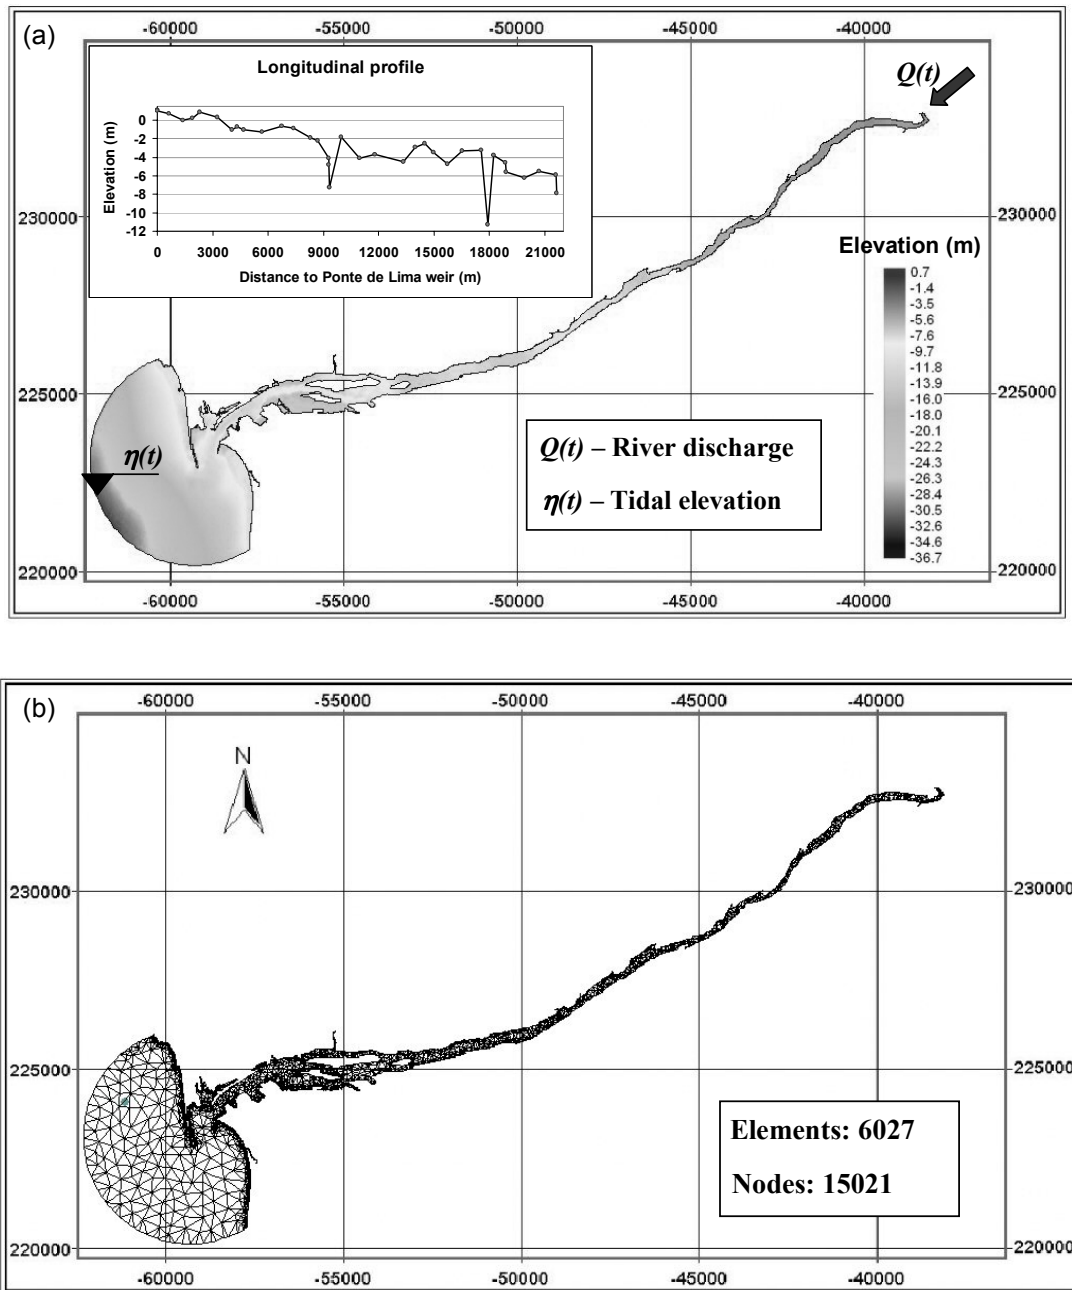 (a)
-60000 -55000 -50000 -45000 -40000
Longitudinal profile
Q(t)
Elevation (m)
0
-2
-4
-6
-8
-10
-12
0 3000 6000 9000 12000 15000 18000 21000
Distance to Ponte de Lima weir (m)
230000 230000
Elevation (m)
0.7
-1.4
-3.5
-5.6
-7.6
-9.7
-11.8
-13.9
-16.0
-18.0
-20.1
-22.2
-24.3
-26.3
-28.4
-30.5
-32.6
-34.6
-36.7
225000 225000
η(t)
Q(t) – River discharge
η(t) – Tidal elevation
220000 220000
-60000 -55000 -50000 -45000 -40000
(b)
-60000 -55000 -50000 -45000 -40000
N
230000 230000
225000 225000
Elements: 6027
Nodes: 15021
220000 220000
-60000 -55000 -50000 -45000 -40000